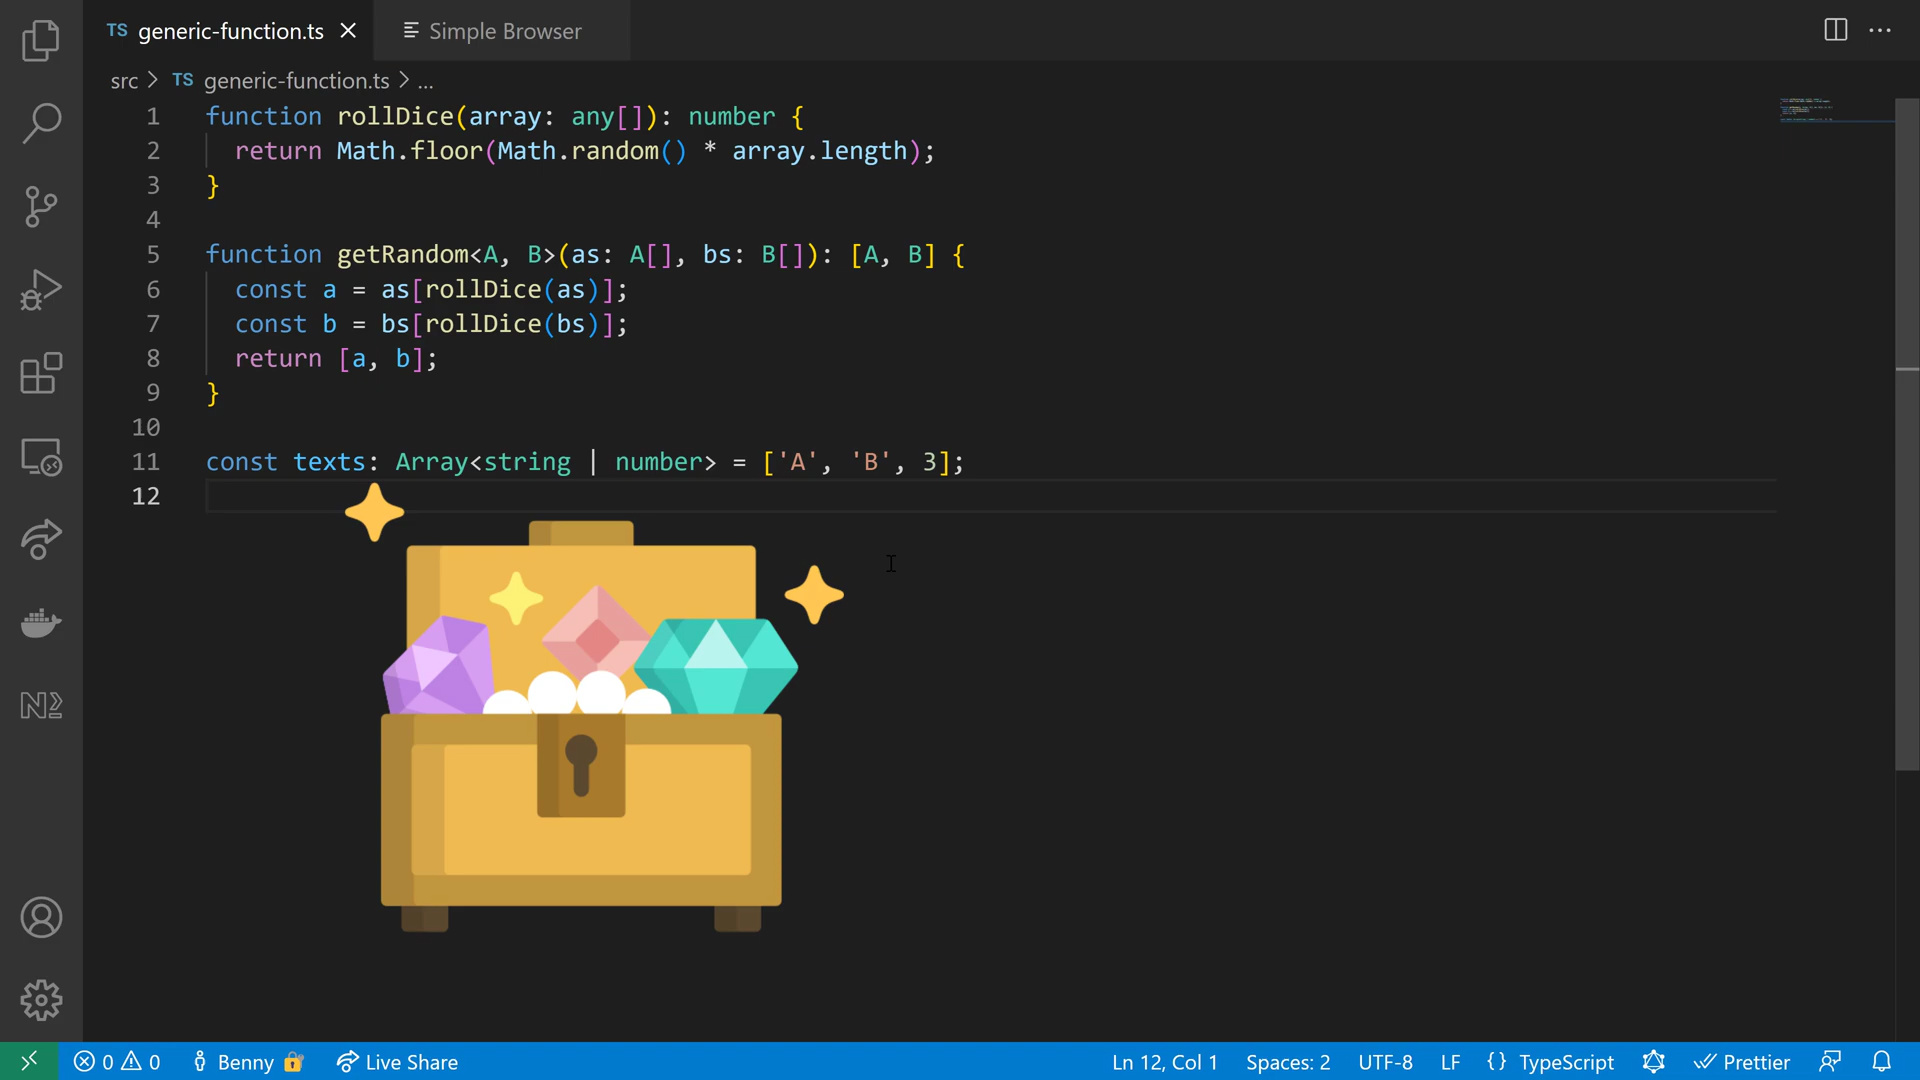 TS generic-function.ts
Simple Browser
src > TS generic-function.ts > ...
1 function rollDice(array: any[]): number {
2 return Math.floor(Math.random() * array.length);
3 }
4
5 function getRandom<A, B>(as: A[], bs: B[]): [A, B] {
6 const a = as[rollDice(as)];
7 const b = bs[rollDice(bs)];
8 return [a, b];
9 }
10
11 const texts: Array<string | number> = ['A', 'B', 3];
12
0 0 Benny Live Share Ln 12, Col 1 Spaces: 2 UTF-8 LF {} TypeScript Prettier